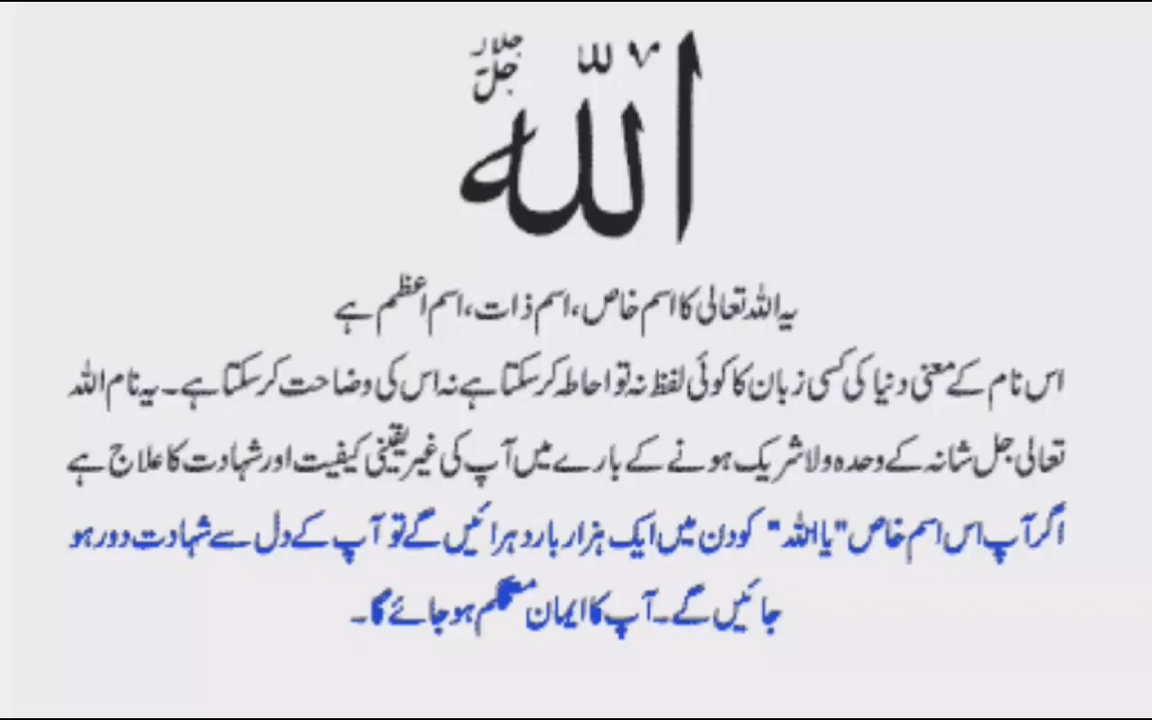 اللہ جل جلالہ
یہ اللہ تعالی کا اسم خاص، اسم ذات، اسم اعظم ہے
اس نام کے معنی دنیا کی کسی زبان کا کوئی لفظ نہ تو احاطہ کر سکتا ہے نہ اس کی وضاحت کر سکتا ہے۔ یہ نام اللہ
تعالی جل شانہ کے وحدہ ولا شریک ہونے کے بارے میں آپ کی غیر یقینی کیفیت اور شہادت کا علاج ہے
اگر آپ اس اسم خاص "یا اللہ" کو دن میں ایک ہزار بار دہرائیں گے تو آپ کے دل سے شہادت دور ہو
جائیں گے۔ آپ کا ایمان مستحکم ہو جائے گا۔